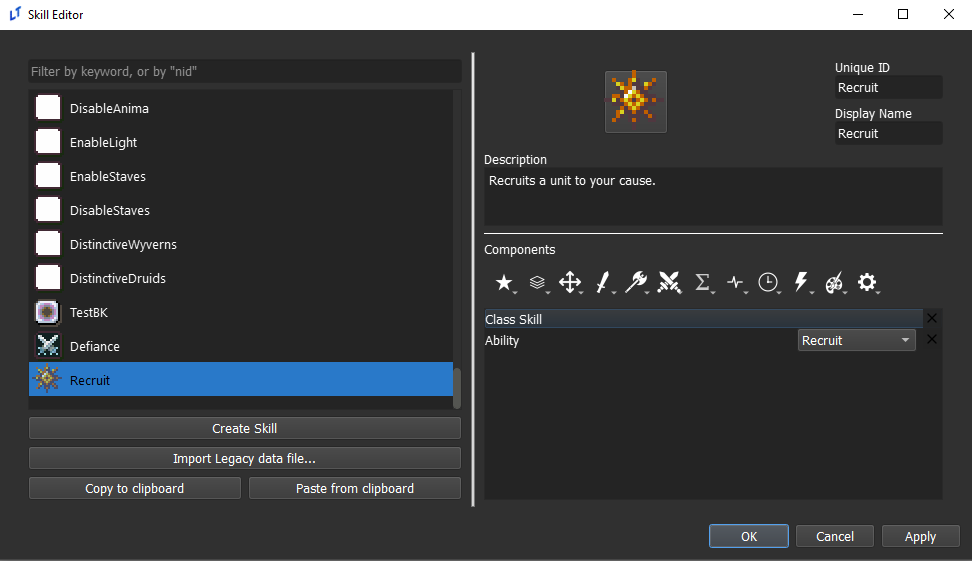 LT Skill Editor
Filter by keyword, or by "nid"
DisableAnima
EnableLight
EnableStaves
DisableStaves
DistinctiveWyverns
DistinctiveDruids
TestBK
Defiance
Recruit
Create Skill
Import Legacy data file...
Copy to clipboard
Paste from clipboard
Unique ID
Recruit
Display Name
Recruit
Description
Recruits a unit to your cause.
Components
Class Skill
Ability
Recruit
OK
Cancel
Apply